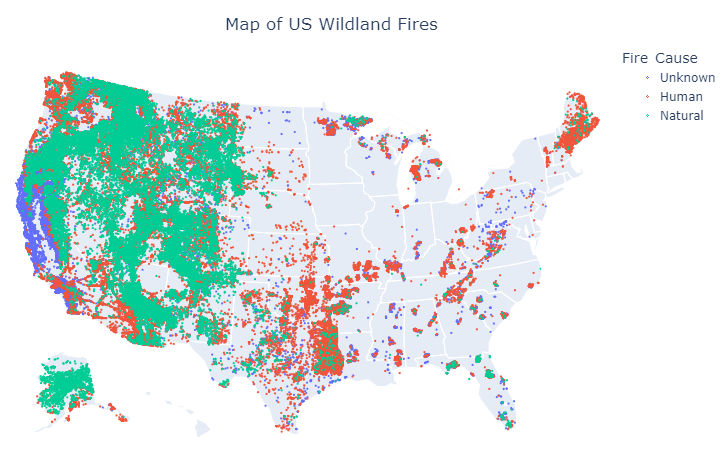 Map of US Wildland Fires
Fire Cause
Unknown
Human
Natural